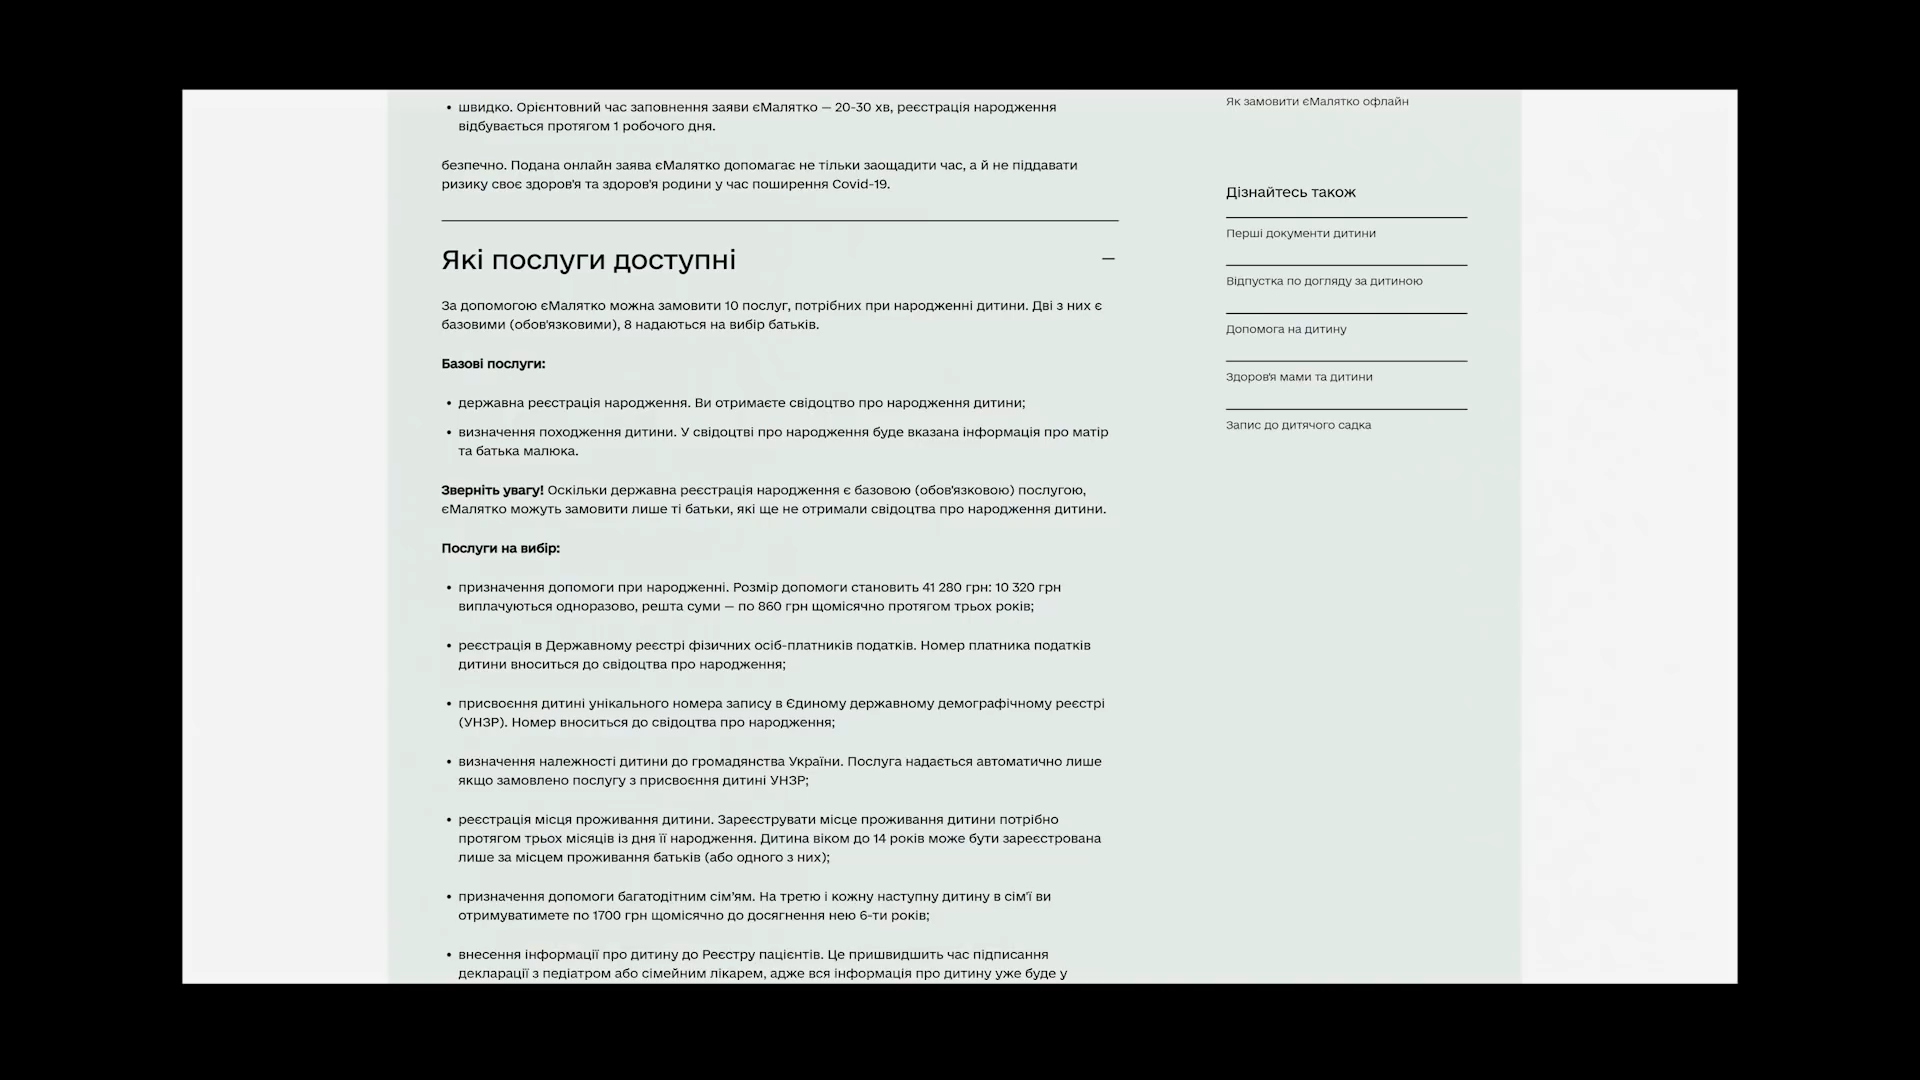 швидко. Орієнтовний час заповнення заяви єМалятко — 20-30 хв, реєстрація народження
відбувається протягом 1 робочого дня.
безпечно. Подана онлайн заява єМалятко допомагає не тільки заощадити час, а й не піддавати
ризику своє здоров'я та здоров'я родини у час поширення Covid-19.
Які послуги доступні
За допомогою єМалятко можна замовити 10 послуг, потрібних при народженні дитини. Дві з них є
базовими (обов'язковими), 8 надаються на вибір батьків.
Базові послуги:
державна реєстрація народження. Ви отримаєте свідоцтво про народження дитини;
визначення походження дитини. У свідоцтві про народження буде вказана інформація про матір
та батька малюка.
Зверніть увагу! Оскільки державна реєстрація народження є базовою (обов'язковою) послугою,
єМалятко можуть замовити лише ті батьки, які ще не отримали свідоцтва про народження дитини.
Послуги на вибір:
призначення допомоги при народженні. Розмір допомоги становить 41 280 грн: 10 320 грн
виплачуються одноразово, решта суми — по 860 грн щомісячно протягом трьох років;
реєстрація в Державному реєстрі фізичних осіб-платників податків. Номер платника податків
дитини вноситься до свідоцтва про народження;
присвоєння дитині унікального номера запису в Єдиному державному демографічному реєстрі
(УНЗР). Номер вноситься до свідоцтва про народження;
визначення належності дитини до громадянства України. Послуга надається автоматично лише
якщо замовлено послугу з присвоєння дитині УНЗР;
реєстрація місця проживання дитини. Зареєструвати місце проживання дитини потрібно
протягом трьох місяців із дня її народження. Дитина віком до 14 років може бути зареєстрована
лише за місцем проживання батьків (або одного з них);
призначення допомоги багатодітним сім'ям. На третю і кожну наступну дитину в сім'ї ви
отримуватимете по 1700 грн щомісячно до досягнення нею 6-ти років;
внесення інформації про дитину до Реєстру пацієнтів. Це пришвидшить час підписання
декларації з педіатром або сімейним лікарем, адже вся інформація про дитину уже буде у
Як замовити єМалятко офлайн
Дізнайтесь також
Перші документи дитини
Відпустка по догляду за дитиною
Допомога на дитину
Здоров'я мами та дитини
Запис до дитячого садка